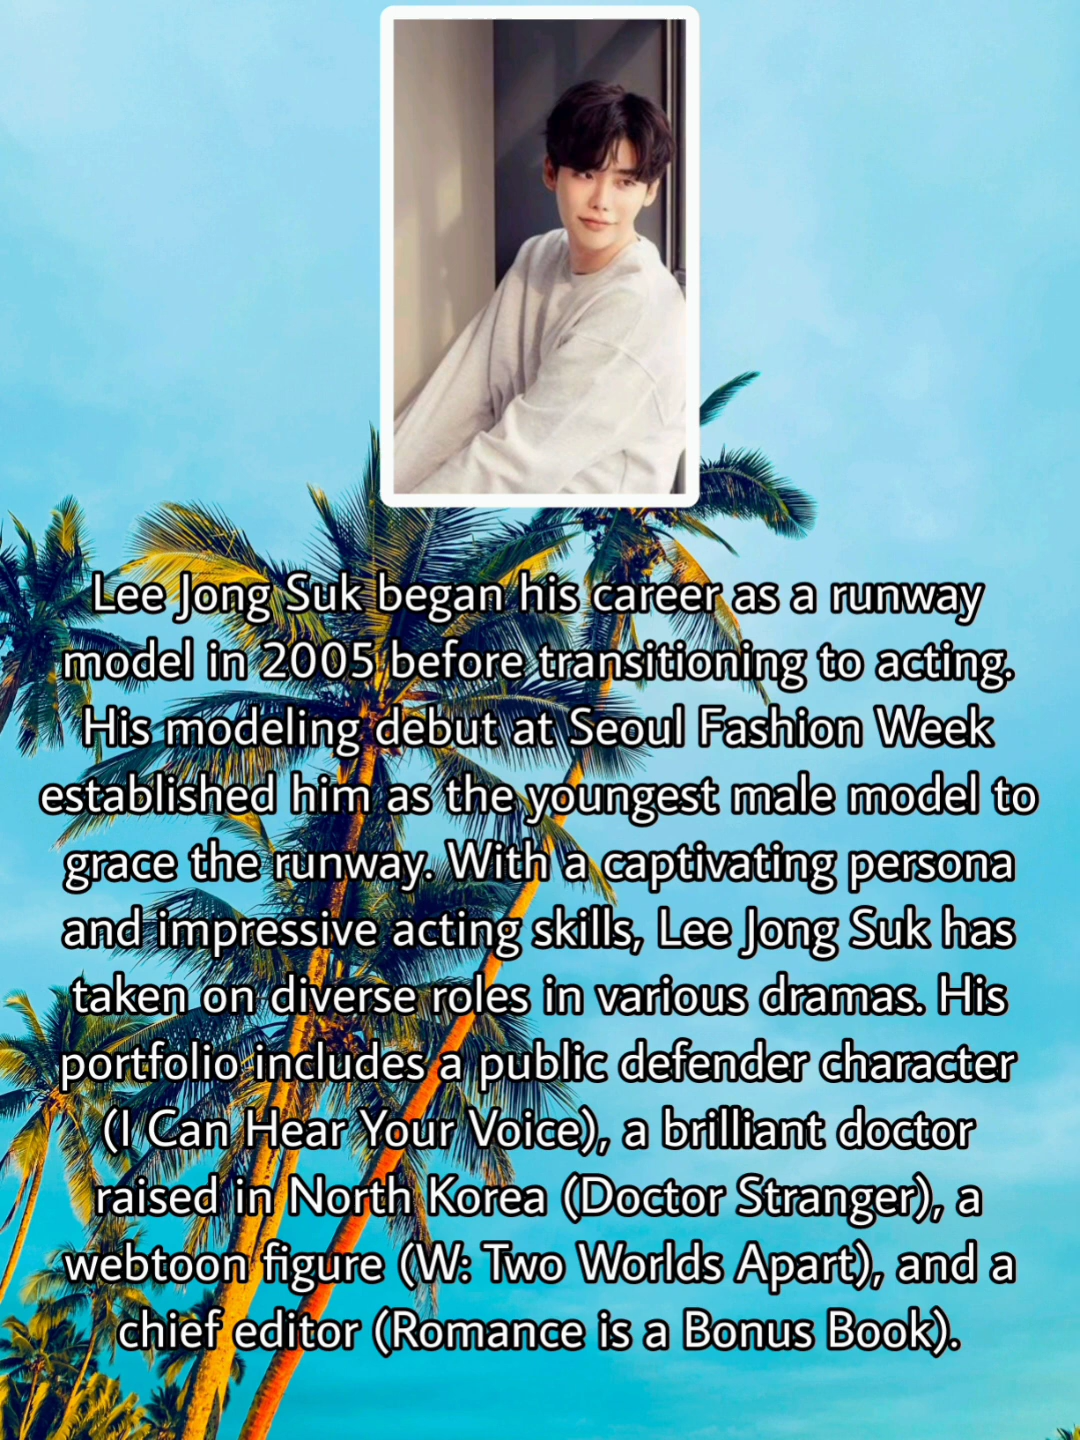 Lee Jong Suk began his career as a runway
model in 2005 before transitioning to acting.
His modeling debut at Seoul Fashion Week
established him as the youngest male model to
grace the runway. With a captivating persona
and impressive acting skills, Lee Jong Suk has
taken on diverse roles in various dramas. His
portfolio includes a public defender character
(I Can Hear Your Voice), a brilliant doctor
raised in North Korea (Doctor Stranger), a
webtoon figure (W: Two Worlds Apart), and a
chief editor (Romance is a Bonus Book).